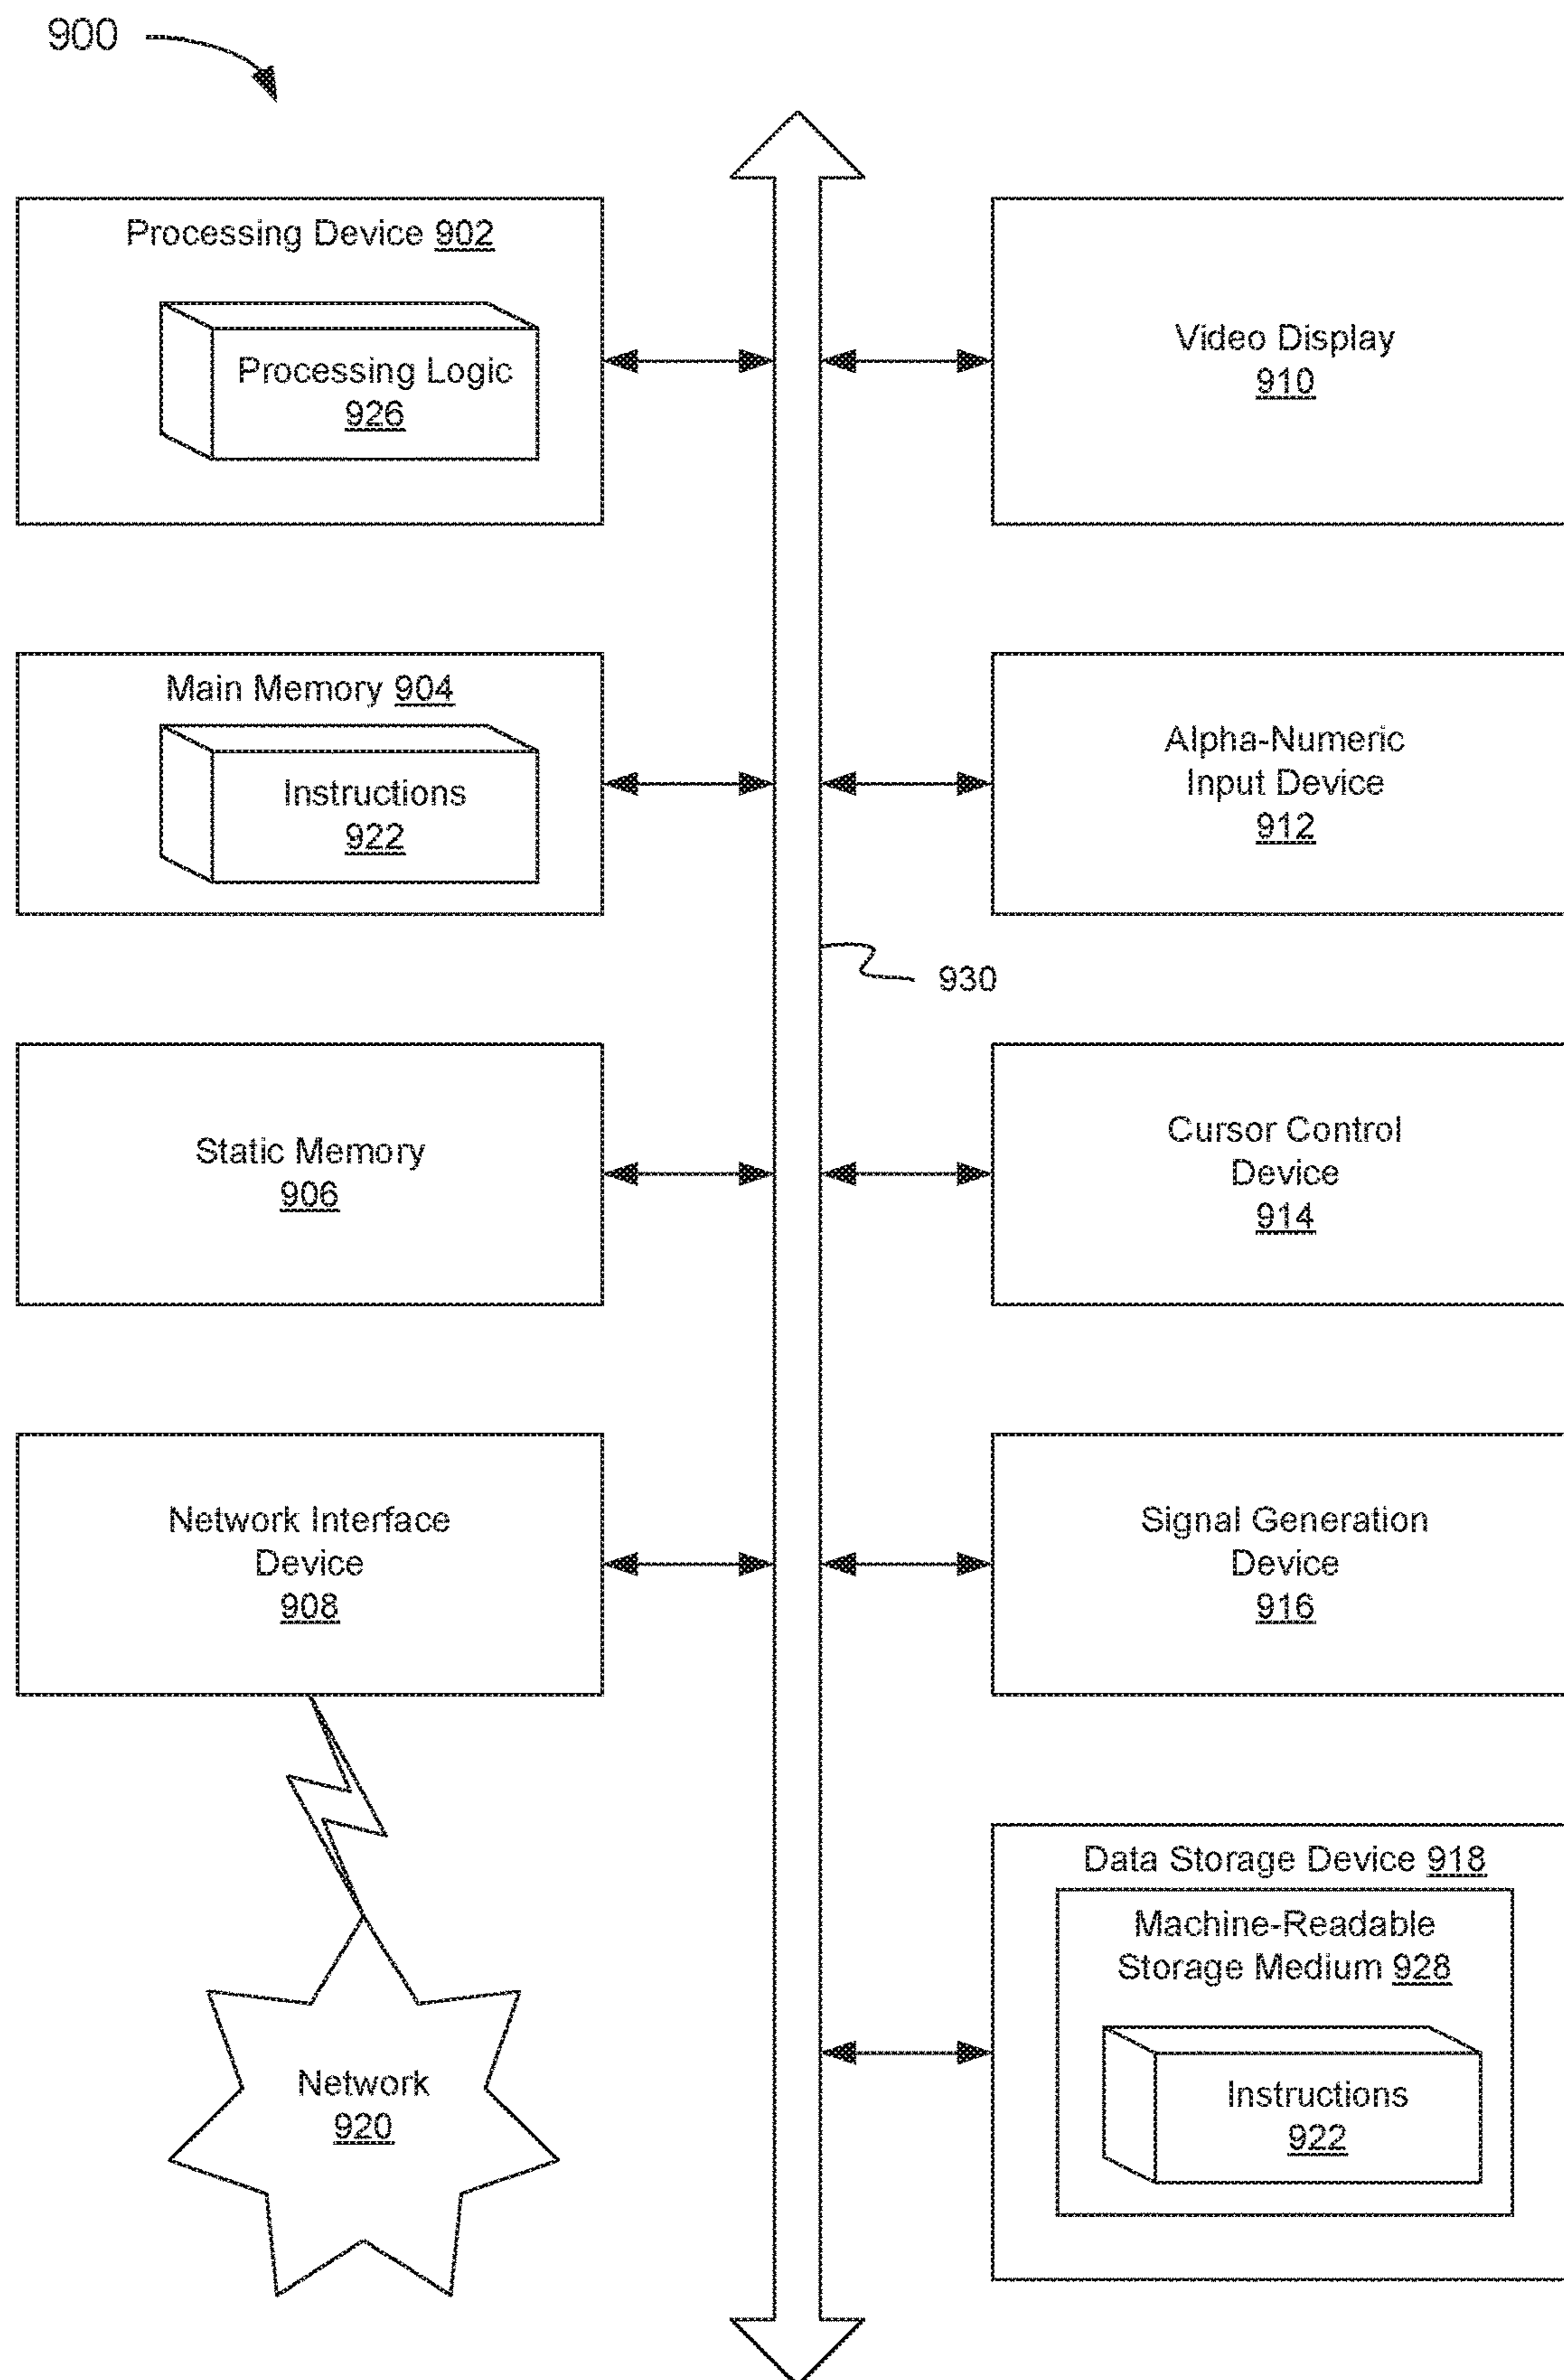 900
Processing Device 902
Processing Logic
926
Video Display
910
Main Memory 904
Instructions
922
Alpha-Numeric
Input Device
912
930
Static Memory
906
Cursor Control
Device
914
Network Interface
Device
908
Signal Generation
Device
916
Data Storage Device 918
Machine-Readable
Storage Medium 928
Instructions
922
Network
920